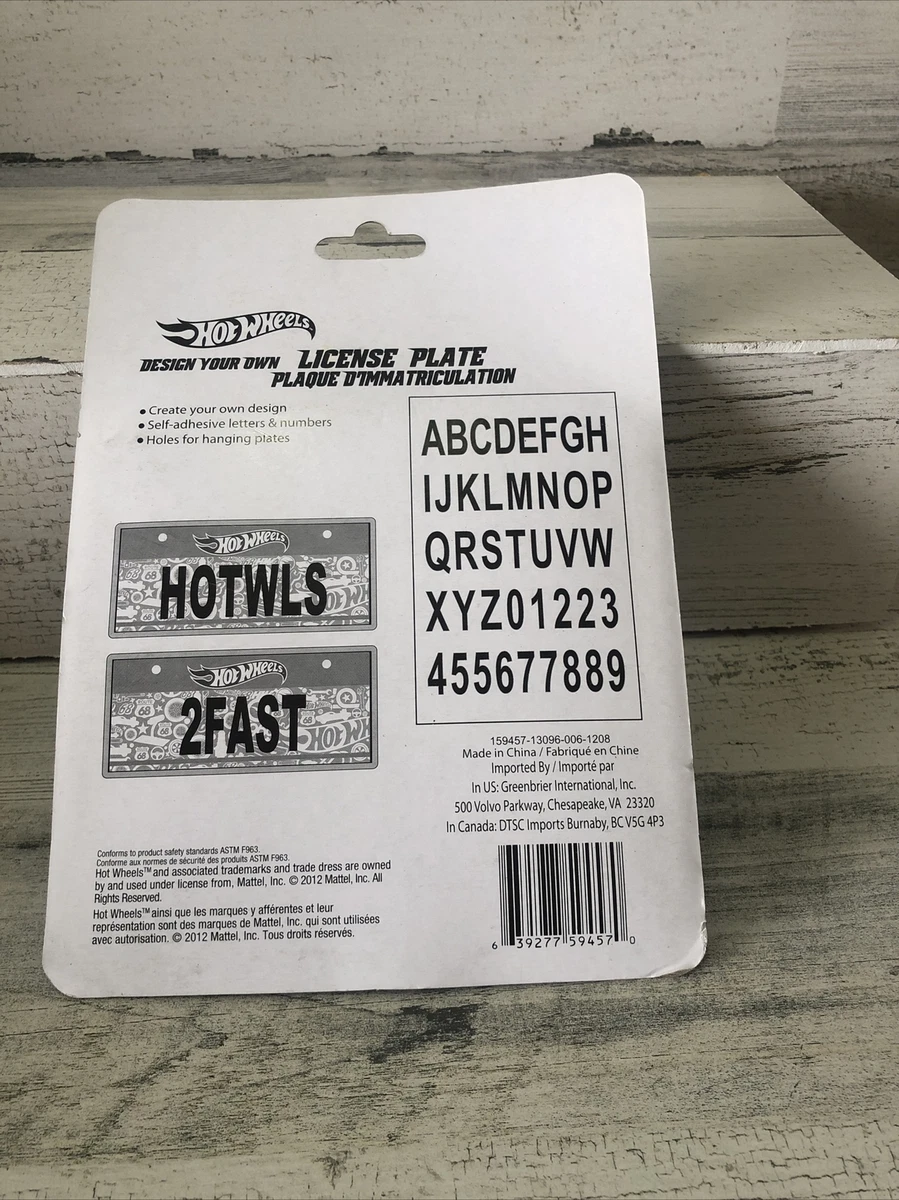 HOT WHEELS
DESIGN YOUR OWN LICENSE PLATE
PLAQUE D'IMMATRICULATION
• Create your own design
• Self-adhesive letters & numbers
• Holes for hanging plates
HOT WHEELS
HOTWLS
HOT WHEELS
2FAST
ABCDEFGH
IJKLMNOP
QRSTUVW
XYZ01223
455677889
159457-13096-006-1208
Made in China / Fabriqué en Chine
Imported By / Importé par
In US: Greenbrier International, Inc.
500 Volvo Parkway, Chesapeake, VA 23320
In Canada: DTSC Imports Burnaby, BC V5G 4P3
Conforms to product safety standards ASTM F963.
Conforme aux normes de sécurité des produits ASTM F963.
Hot Wheels™ and associated trademarks and trade dress are owned
by and used under license from, Mattel, Inc. © 2012 Mattel, Inc. All
Rights Reserved.
Hot Wheels™ ainsi que les marques y afférentes et leur
représentation sont des marques de Mattel, Inc. qui sont utilisées
avec autorisation. © 2012 Mattel, Inc. Tous droits réservés.
6 39277 59457 0